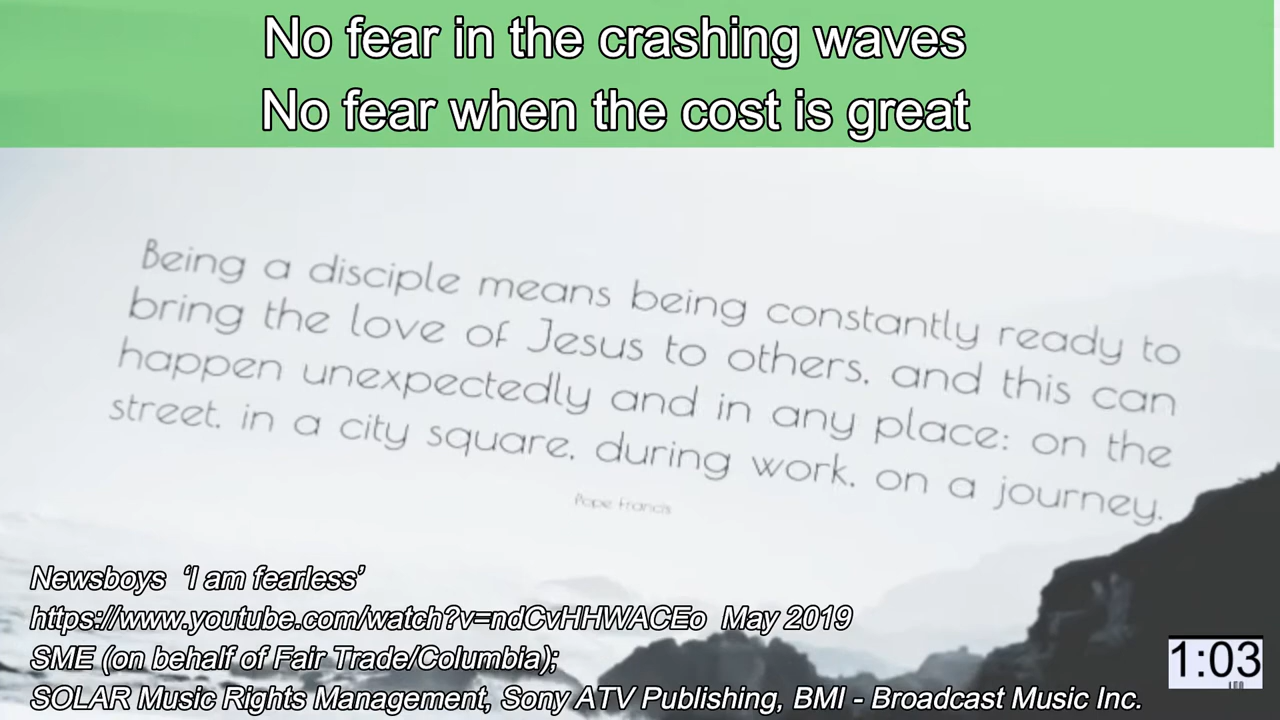 No fear in the crashing waves
No fear when the cost is great
Being a disciple means being constantly ready to
bring the love of Jesus to others, and this can
happen unexpectedly and in any place: on the
street, in a city square, during work, on a journey.
Pope Francis
Newsboys ‘I am fearless’
https://www.youtube.com/watch?v=ndCvHHWACEo May 2019
SME (on behalf of Fair Trade/Columbia);
SOLAR Music Rights Management, Sony ATV Publishing, BMI - Broadcast Music Inc.
1:03